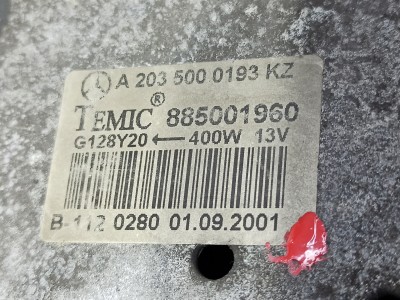 A 203 500 0193 KZ
TEMIC® 885001960
G128Y20 ← 400W 13V
B-112 0280 01.09.2001